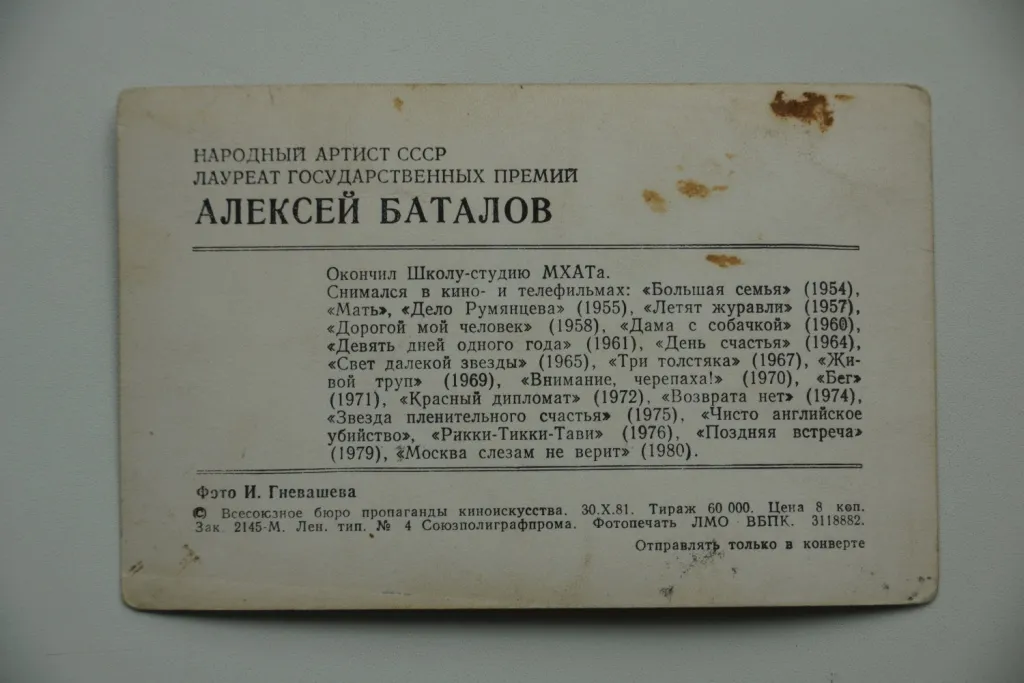 НАРОДНЫЙ АРТИСТ СССР
ЛАУРЕАТ ГОСУДАРСТВЕННЫХ ПРЕМИЙ
АЛЕКСЕЙ БАТАЛОВ
Окончил Школу-студию МХАТа.
Снимался в кино- и телефильмах: «Большая семья» (1954),
«Мать», «Дело Румянцева» (1955), «Летят журавли» (1957),
«Дорогой мой человек» (1958), «Дама с собачкой» (1960),
«Девять дней одного года» (1961), «День счастья» (1964),
«Свет далекой звезды» (1965), «Три толстяка» (1967), «Жи-
вой труп» (1969), «Внимание, черепаха!» (1970), «Бег»
(1971), «Красный дипломат» (1972), «Возврата нет» (1974),
«Звезда пленительного счастья» (1975), «Чисто английское
убийство», «Рикки-Тикки-Тави» (1976), «Поздняя встреча»
(1979), «Москва слезам не верит» (1980).
Фото И. Гневашева
© Всесоюзное бюро пропаганды киноискусства. 30.X.81. Тираж 60 000. Цена 8 коп.
Зак. 2145-М. Лен. тип. № 4 Союзполиграфпрома. Фотопечать ЛМО ВБПК. 3118882.
Отправлять только в конверте